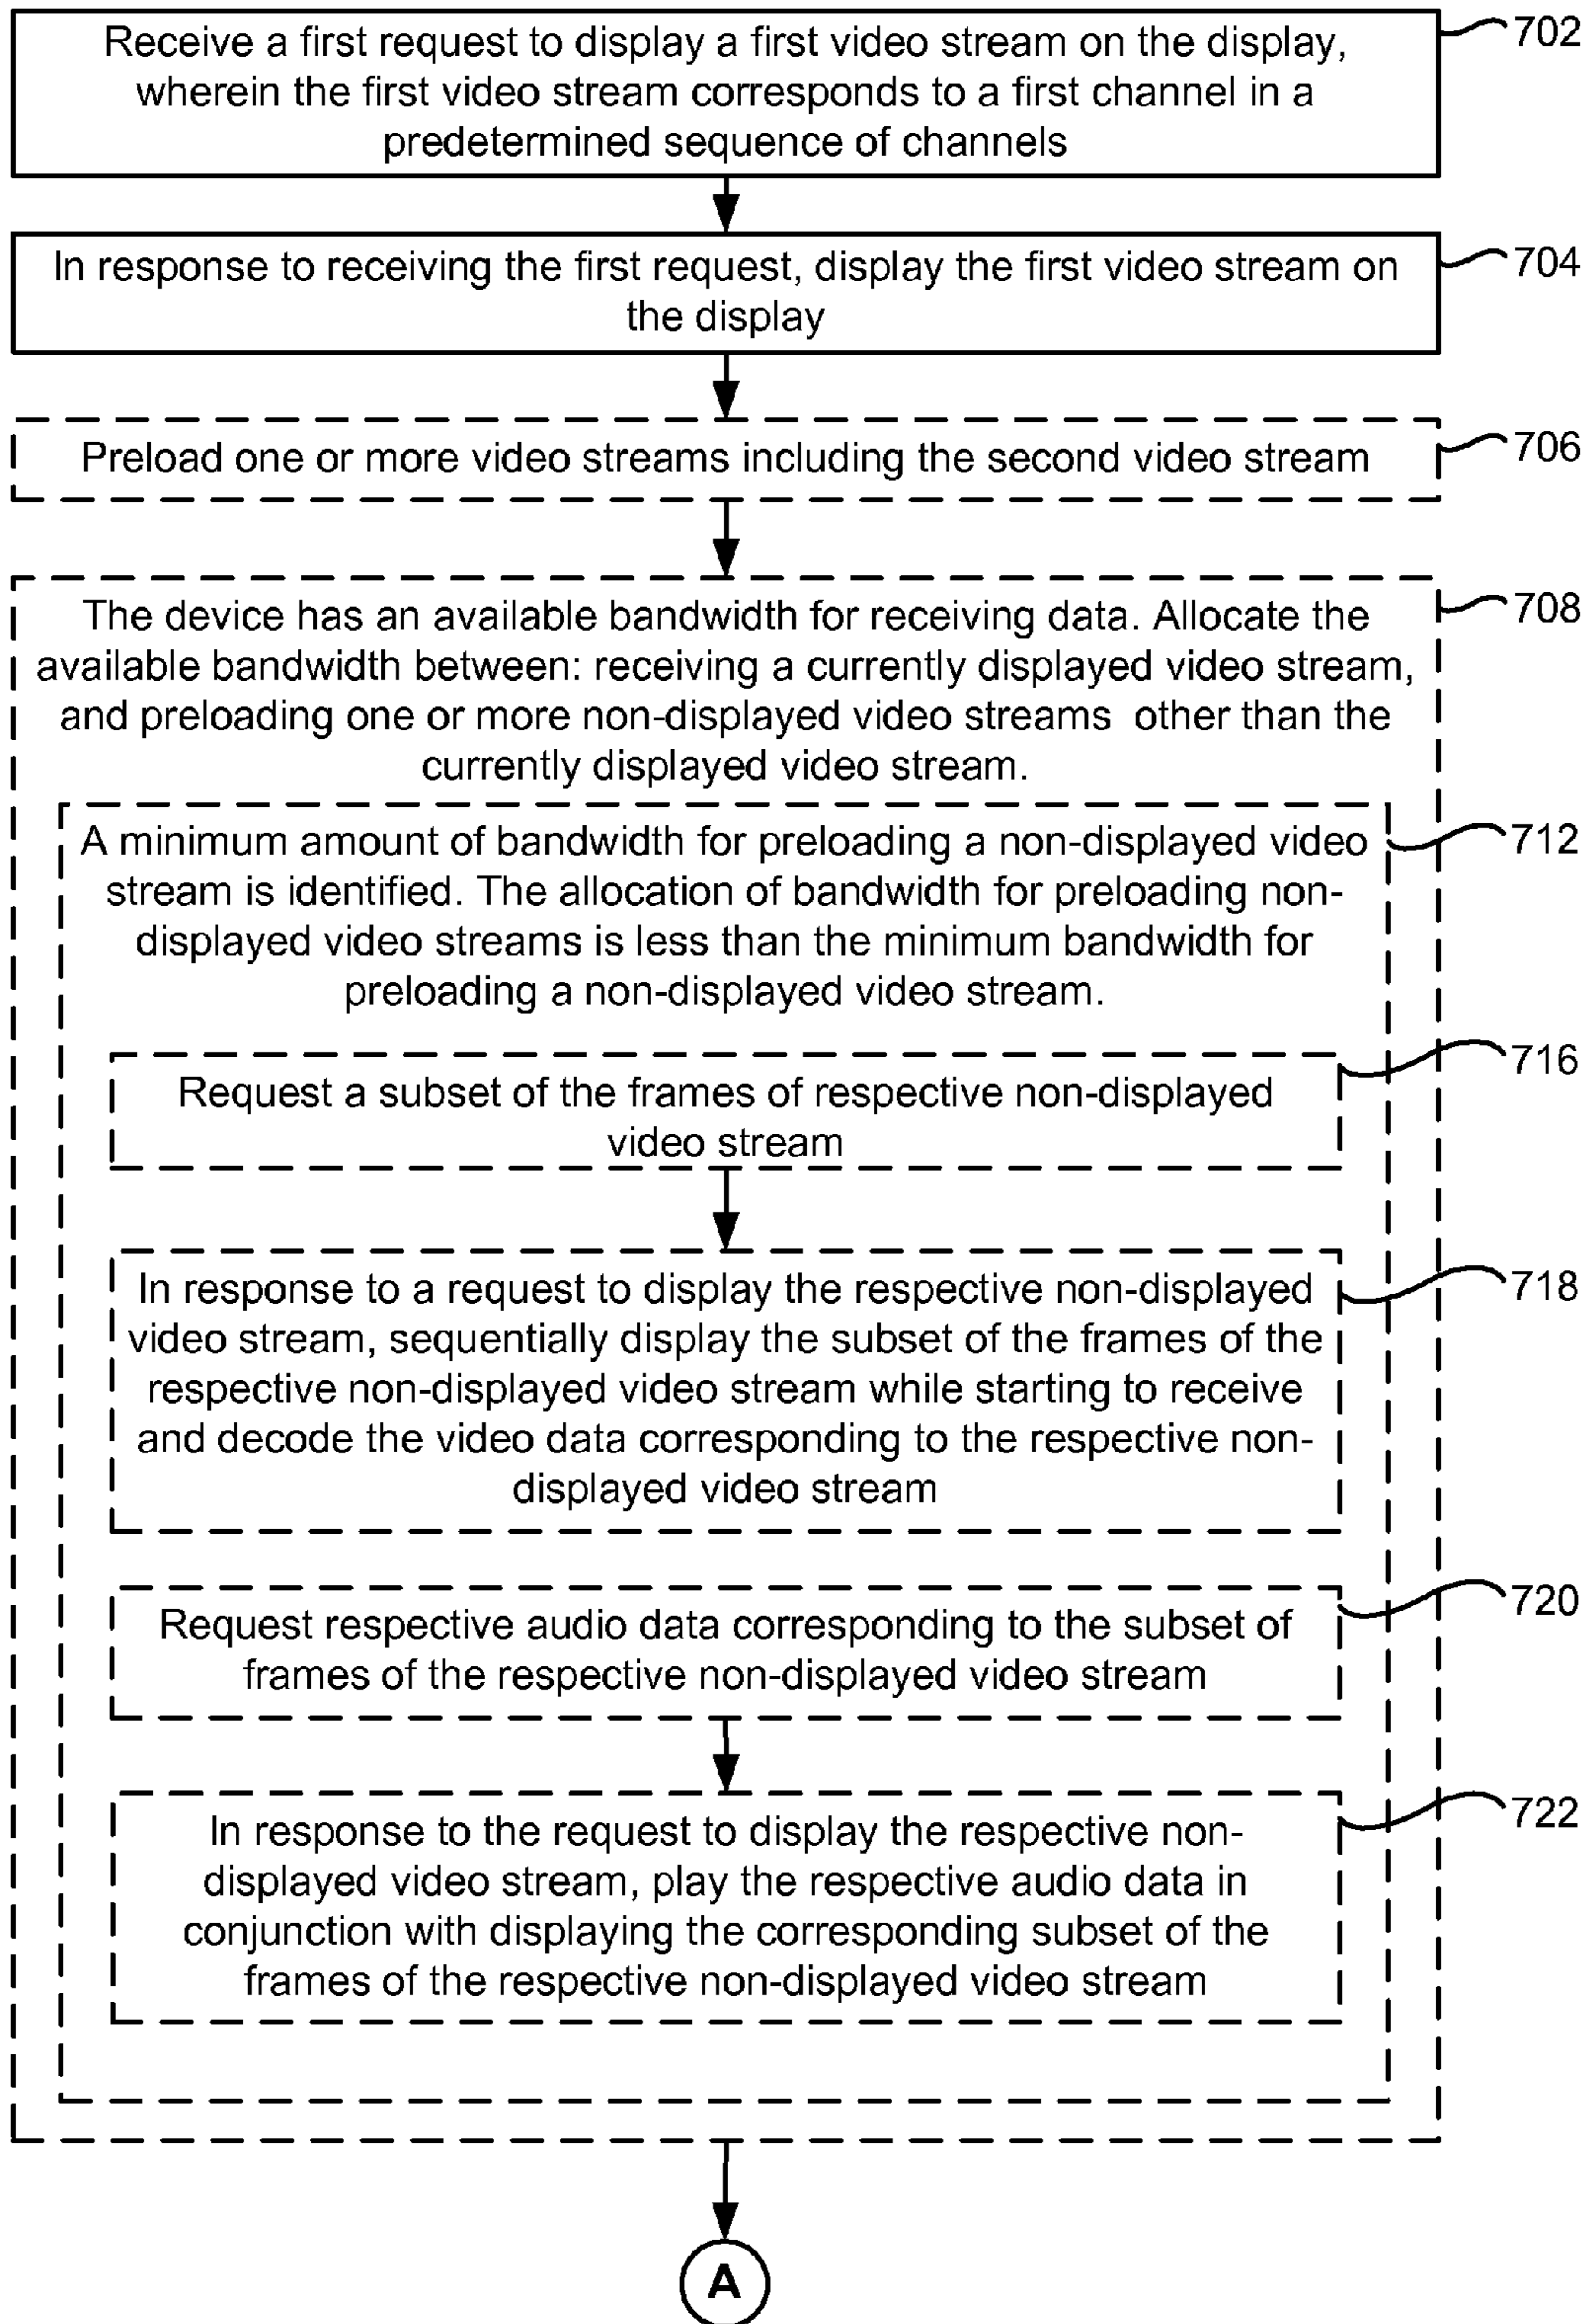 Receive a first request to display a first video stream on the display,
wherein the first video stream corresponds to a first channel in a
predetermined sequence of channels
702
In response to receiving the first request, display the first video stream on
the display
704
Preload one or more video streams including the second video stream
706
The device has an available bandwidth for receiving data. Allocate the
available bandwidth between: receiving a currently displayed video stream,
and preloading one or more non-displayed video streams other than the
currently displayed video stream.
708
A minimum amount of bandwidth for preloading a non-displayed video
stream is identified. The allocation of bandwidth for preloading non-
displayed video streams is less than the minimum bandwidth for
preloading a non-displayed video stream.
712
Request a subset of the frames of respective non-displayed
video stream
716
In response to a request to display the respective non-displayed
video stream, sequentially display the subset of the frames of the
respective non-displayed video stream while starting to receive
and decode the video data corresponding to the respective non-
displayed video stream
718
Request respective audio data corresponding to the subset of
frames of the respective non-displayed video stream
720
In response to the request to display the respective non-
displayed video stream, play the respective audio data in
conjunction with displaying the corresponding subset of the
frames of the respective non-displayed video stream
722
A